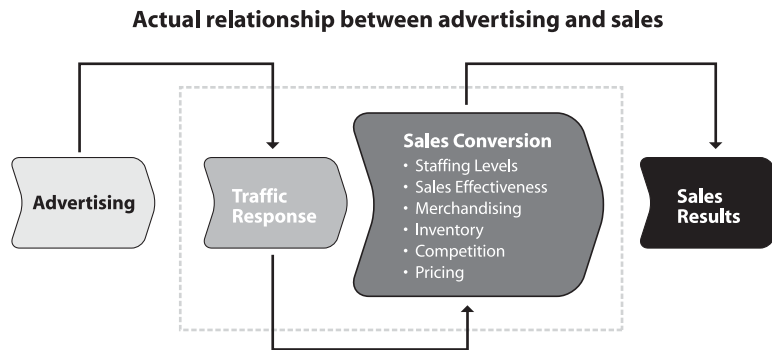 Actual relationship between advertising and sales
Advertising
Traffic
Response
Sales Conversion
• Staffing Levels
• Sales Effectiveness
• Merchandising
• Inventory
• Competition
• Pricing
Sales
Results